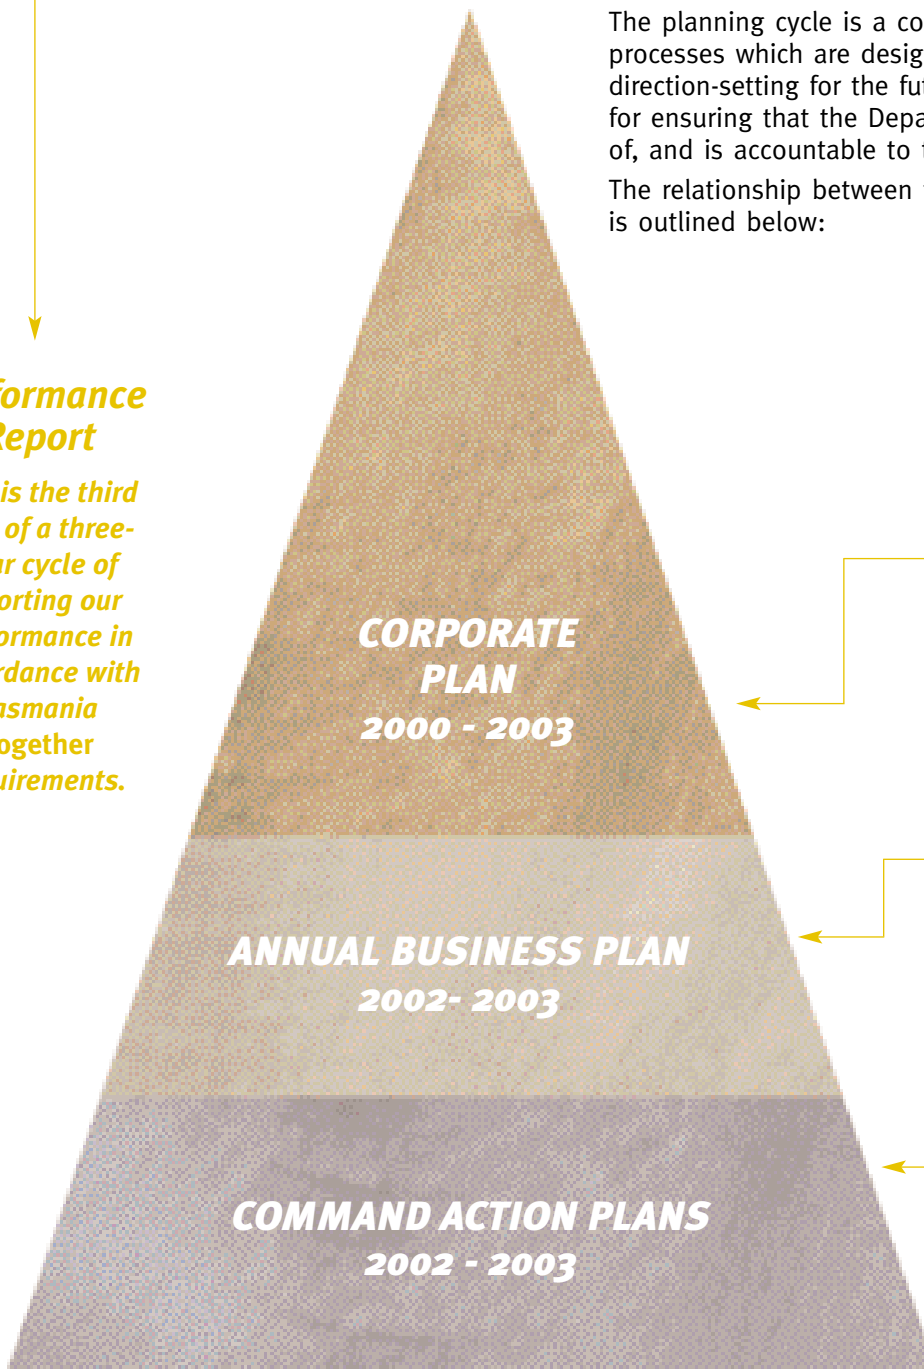 The planning cycle is a co
processes which are desig
direction-setting for the fu
for ensuring that the Depa
of, and is accountable to
The relationship between
is outlined below:
formance
Report
is the third
of a three-
ar cycle of
orting our
ormance in
rdance with
asmania
ogether
uirements.
CORPORATE
PLAN
2000 - 2003
ANNUAL BUSINESS PLAN
2002- 2003
COMMAND ACTION PLANS
2002 - 2003